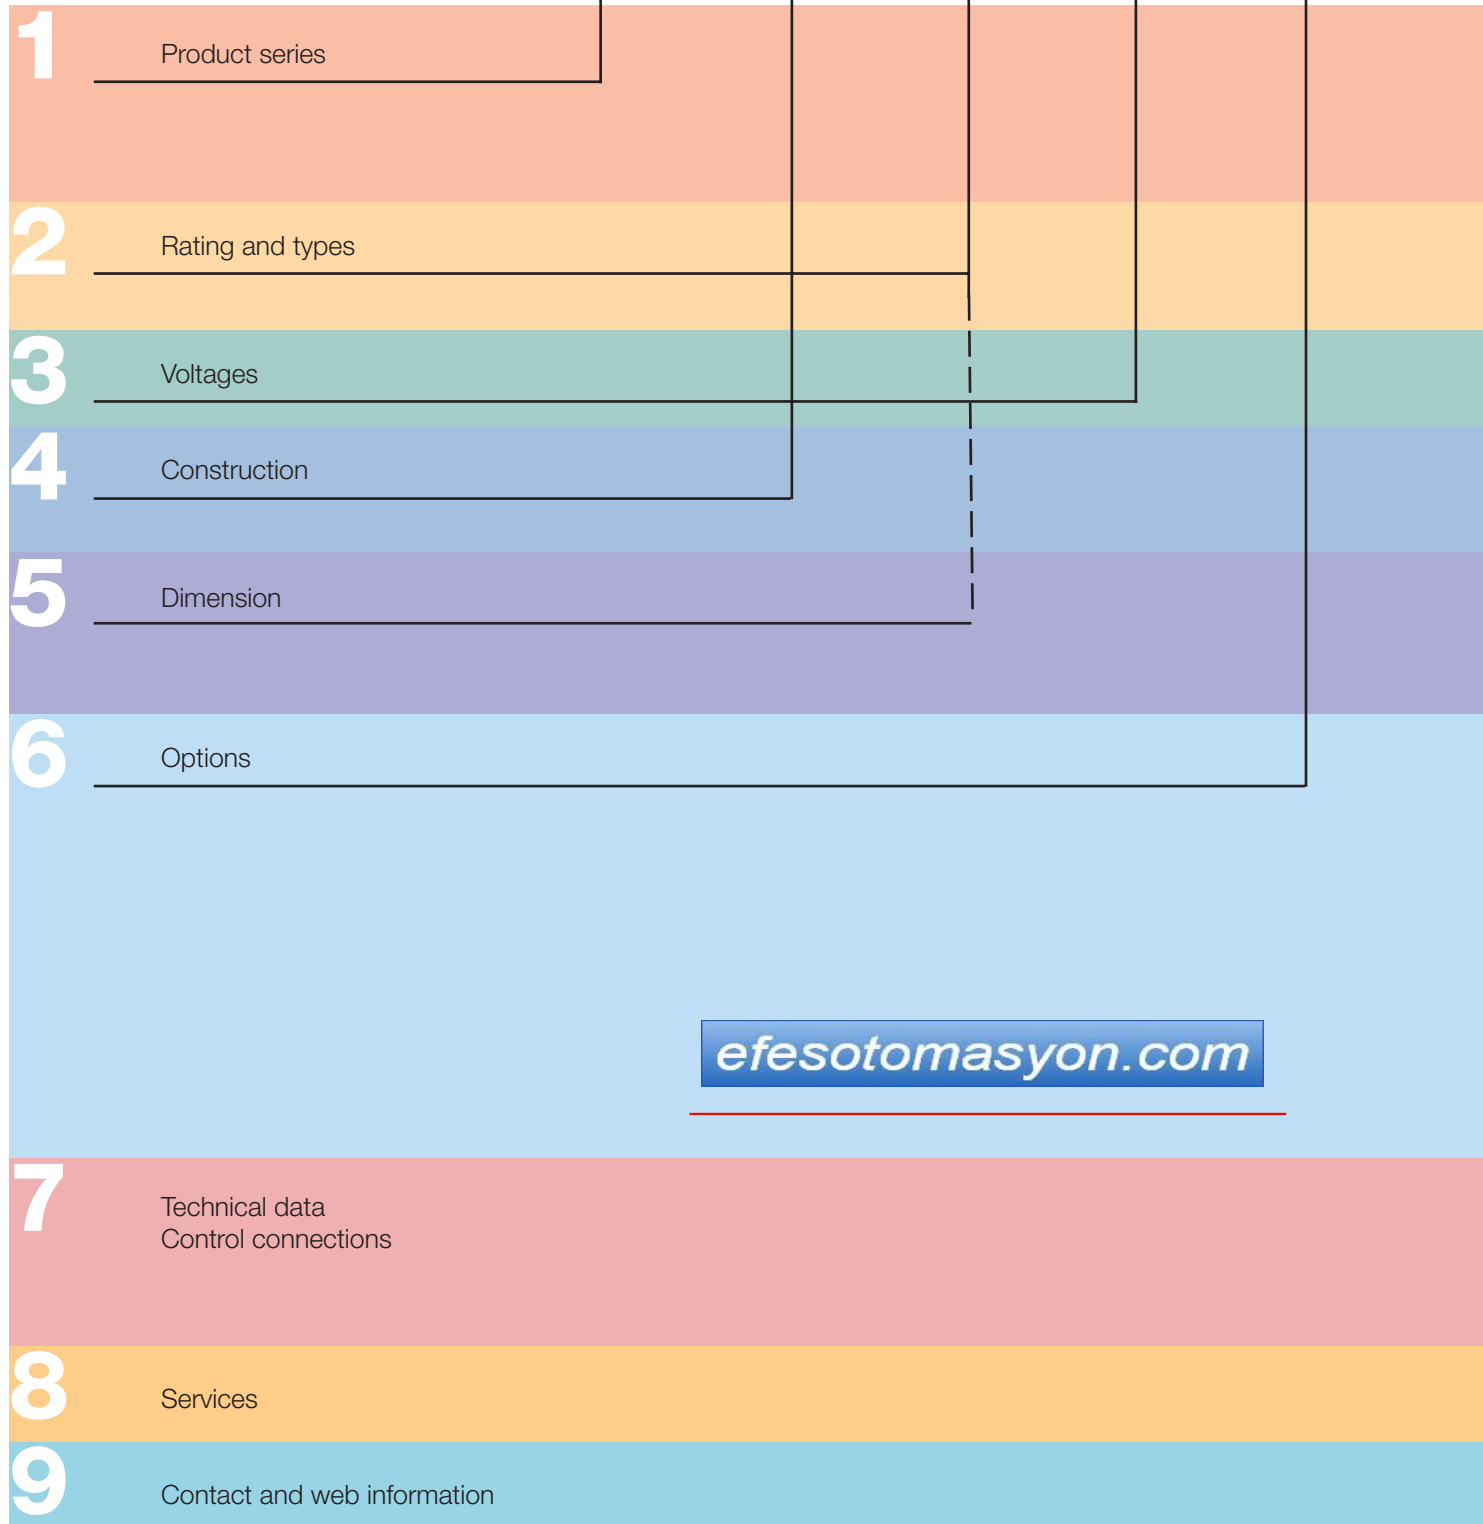 1
Product series
2
Rating and types
3
Voltages
4
Construction
5
Dimension
6
Options
efesotomasyon.com
7
Technical data
Control connections
8
Services
9
Contact and web information